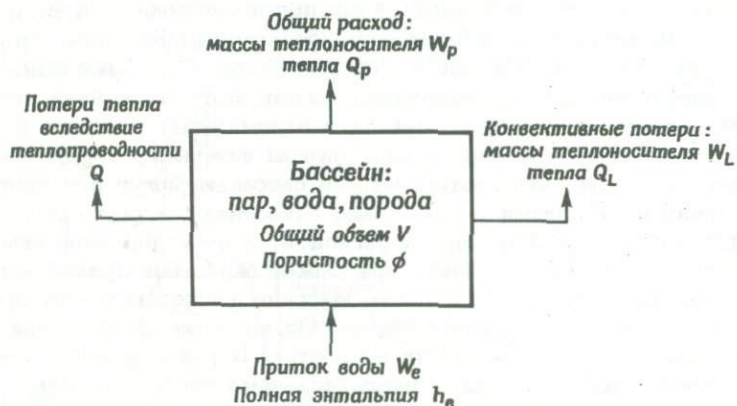 Общий расход:
массы теплоносителя Wp
тепла Qp
Потери тепла
вследствие
теплопроводности
Q
Конвективные потери:
массы теплоносителя WL
тепла QL
Бассейн:
пар, вода, порода
Общий объем V
Пористость ϕ
Приток воды We
Полная энтальпия he